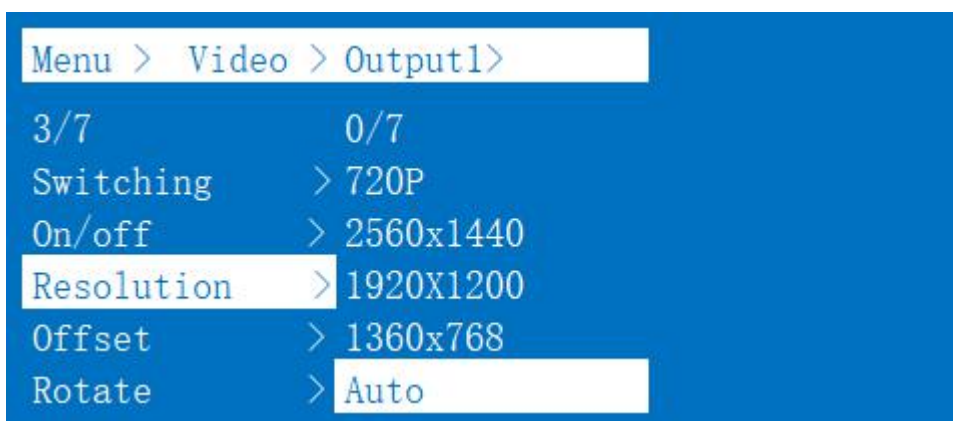 Menu > Video > Output1>
3/7 0/7
Switching > 720P
On/off > 2560x1440
Resolution > 1920X1200
Offset > 1360x768
Rotate > Auto